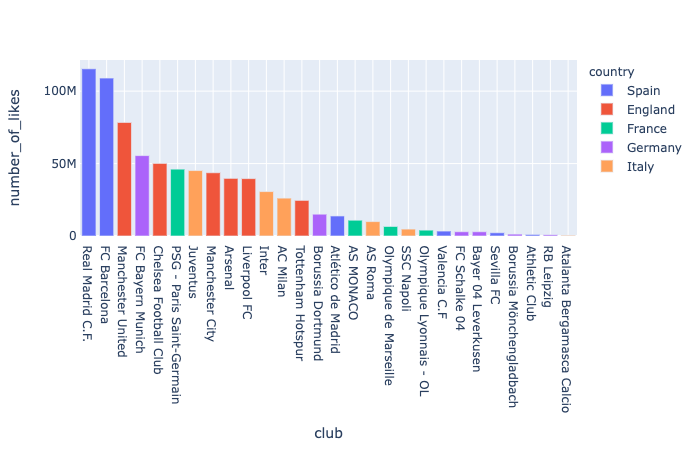 number_of_likes
100M
50M
0
Real Madrid C.F.
FC Barcelona
Manchester United
FC Bayern Munich
Chelsea Football Club
PSG - Paris Saint-Germain
Juventus
Manchester City
Arsenal
Liverpool FC
Inter
AC Milan
Tottenham Hotspur
Borussia Dortmund
Atlético de Madrid
AS MONACO
AS Roma
Olympique de Marseille
SSC Napoli
Olympique Lyonnais - OL
Valencia C.F
FC Schalke 04
Bayer 04 Leverkusen
Sevilla FC
Borussia Mönchengladbach
Athletic Club
RB Leipzig
Atalanta Bergamasca Calcio
club
country
Spain
England
France
Germany
Italy